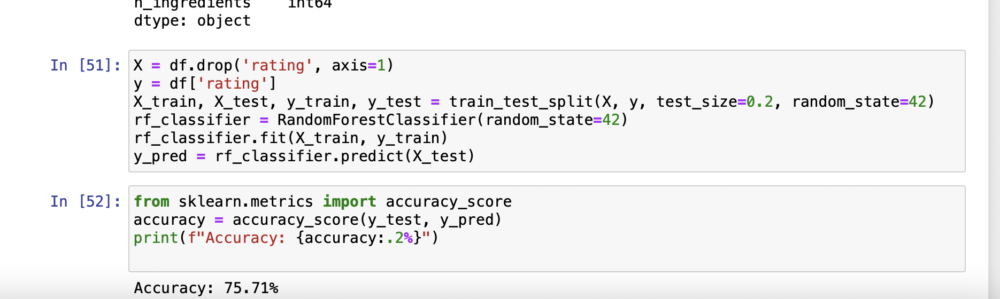 n_ingredients    int64
dtype: object
In [51]: X = df.drop('rating', axis=1)
y = df['rating']
X_train, X_test, y_train, y_test = train_test_split(X, y, test_size=0.2, random_state=42)
rf_classifier = RandomForestClassifier(random_state=42)
rf_classifier.fit(X_train, y_train)
y_pred = rf_classifier.predict(X_test)
In [52]: from sklearn.metrics import accuracy_score
accuracy = accuracy_score(y_test, y_pred)
print(f"Accuracy: {accuracy:.2%}")
Accuracy: 75.71%